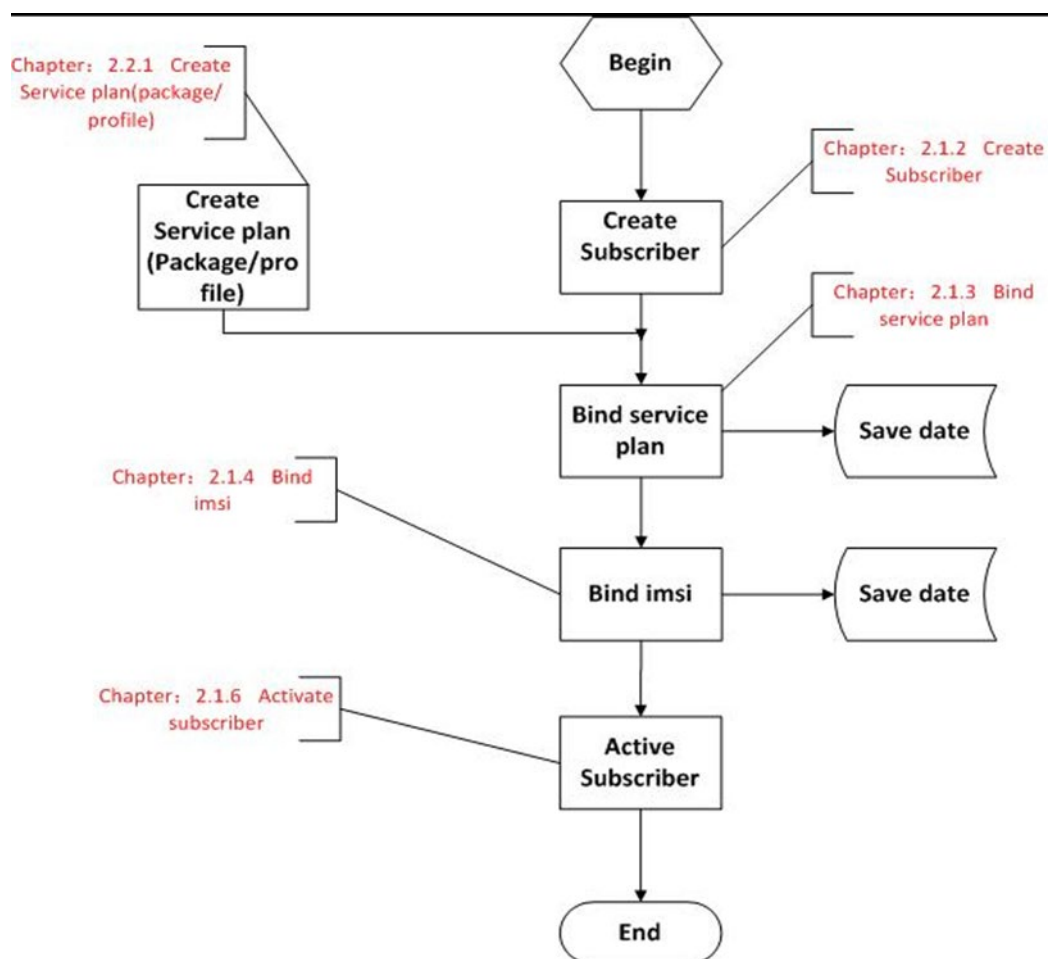 Begin
Chapter：2.2.1 Create
Service plan(package/
profile)
Chapter：2.1.2 Create
Subscriber
Create
Service plan
(Package/pro
file)
Create
Subscriber
Chapter：2.1.3 Bind
service plan
Bind service
plan
Save date
Chapter：2.1.4 Bind
imsi
Bind imsi
Save date
Chapter：2.1.6 Activate
subscriber
Active
Subscriber
End